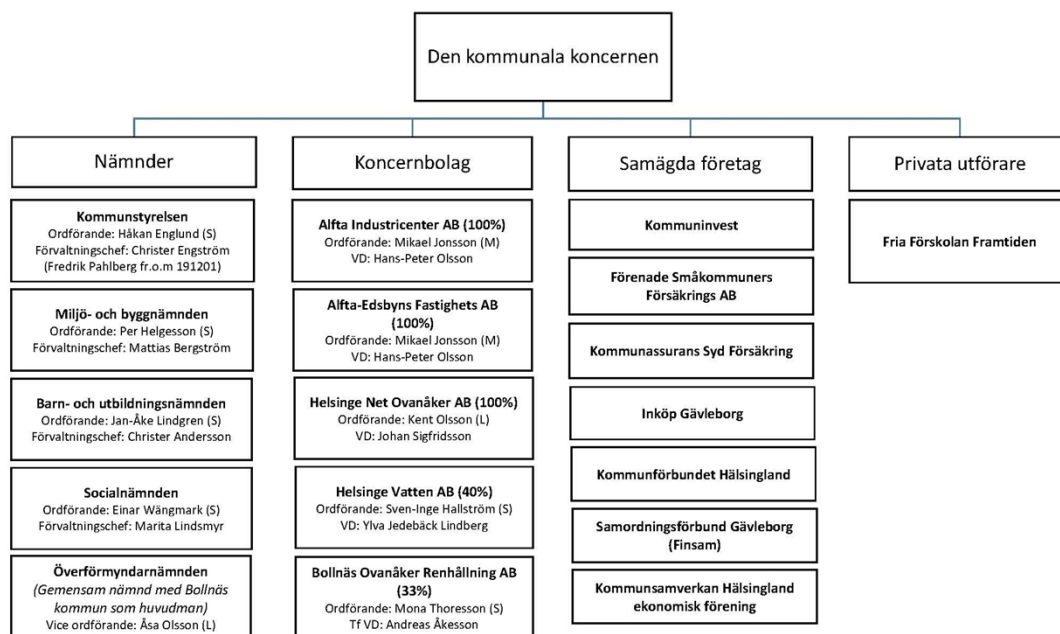 Den kommunala koncernen
Nämnder
Kommunstyrelsen
Ordförande: Håkan Englund (S)
Förvaltningschef: Christer Engström
(Fredrik Pahlberg fr.o.m 191201)
Miljö- och byggnämnden
Ordförande: Per Helgesson (S)
Förvaltningschef: Mattias Bergström
Barn- och utbildningsnämnden
Ordförande: Jan-Åke Lindgren (S)
Förvaltningschef: Christer Andersson
Socialnämnden
Ordförande: Einar Wängmark (S)
Förvaltningschef: Marita Lindsmyr
Överförmyndarnämnden
(Gemensam nämnd med Bollnäs
kommun som huvudman)
Vice ordförande: Åsa Olsson (L)
Koncernbolag
Alfta Industricenter AB (100%)
Ordförande: Mikael Jonsson (M)
VD: Hans-Peter Olsson
Alfta-Edsbyns Fastighets AB
(100%)
Ordförande: Mikael Jonsson (M)
VD: Hans-Peter Olsson
Helsinge Net Ovanåker AB (100%)
Ordförande: Kent Olsson (L)
VD: Johan Sigfridsson
Helsinge Vatten AB (40%)
Ordförande: Sven-Inge Hallström (S)
VD: Ylva Jedebäck Lindberg
Bollnäs Ovanåker Renhållning AB
(33%)
Ordförande: Mona Thoresson (S)
Tf VD: Andreas Åkesson
Samägda företag
Kommuninvest
Förenade Småkommuners
Försäkrings AB
Kommunassurans Syd Försäkring
Inköp Gävleborg
Kommunförbundet Hälsingland
Samordningsförbund Gävleborg
(Finsam)
Kommunsamverkan Hälsingland
ekonomisk förening
Privata utförare
Fria Förskolan Framtiden